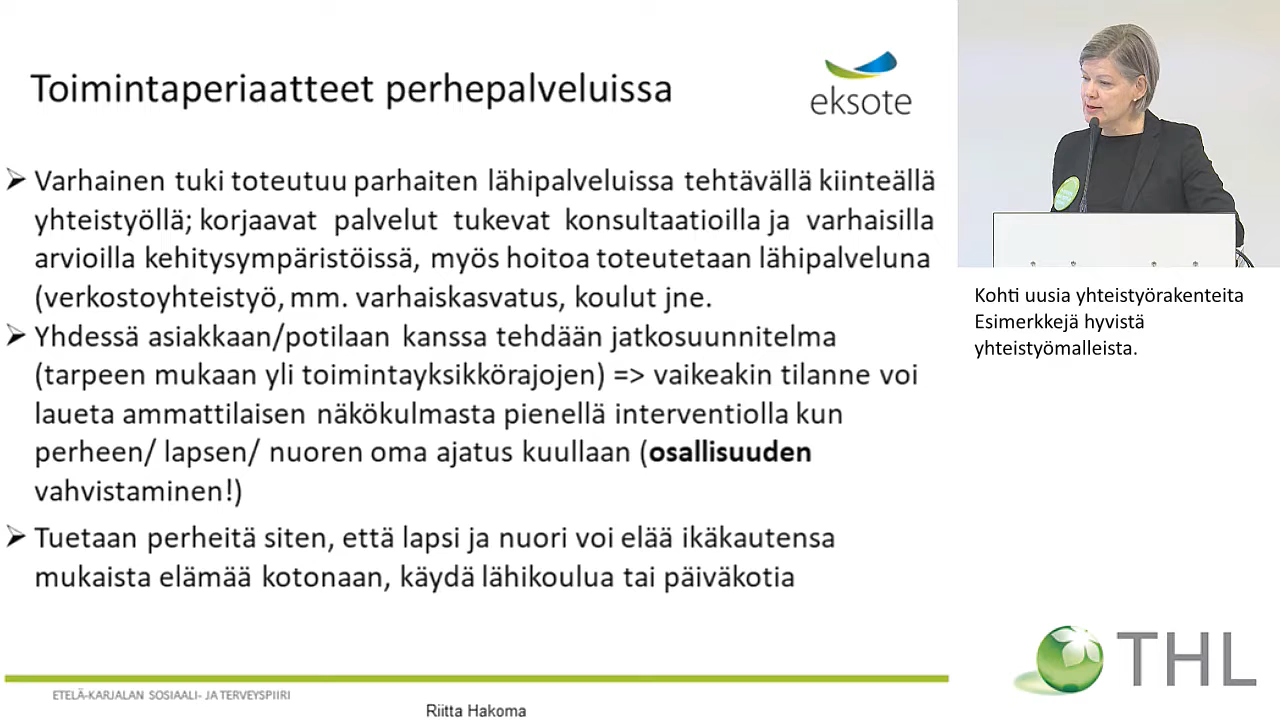 Toimintaperiaatteet perhepalveluissa
eksote
➢ Varhainen tuki toteutuu parhaiten lähipalveluissa tehtävällä kiinteällä
yhteistyöllä; korjaavat palvelut tukevat konsultaatioilla ja varhaisilla
arvioilla kehitysympäristöissä, myös hoitoa toteutetaan lähipalveluna
(verkostoyhteistyö, mm. varhaiskasvatus, koulut jne.
➢ Yhdessä asiakkaan/potilaan kanssa tehdään jatkosuunnitelma
(tarpeen mukaan yli toimintayksikkörajojen) => vaikeakin tilanne voi
laueta ammattilaisen näkökulmasta pienellä interventiolla kun
perheen/ lapsen/ nuoren oma ajatus kuullaan (osallisuuden
vahvistaminen!)
➢ Tuetaan perheitä siten, että lapsi ja nuori voi elää ikäkautensa
mukaista elämää kotonaan, käydä lähikoulua tai päiväkotia
ETELÄ-KARJALAN SOSIAALI- JA TERVEYSPIIRI
Riitta Hakoma
Kohti uusia yhteistyörakenteita
Esimerkkejä hyvistä
yhteistyömalleista.
THL